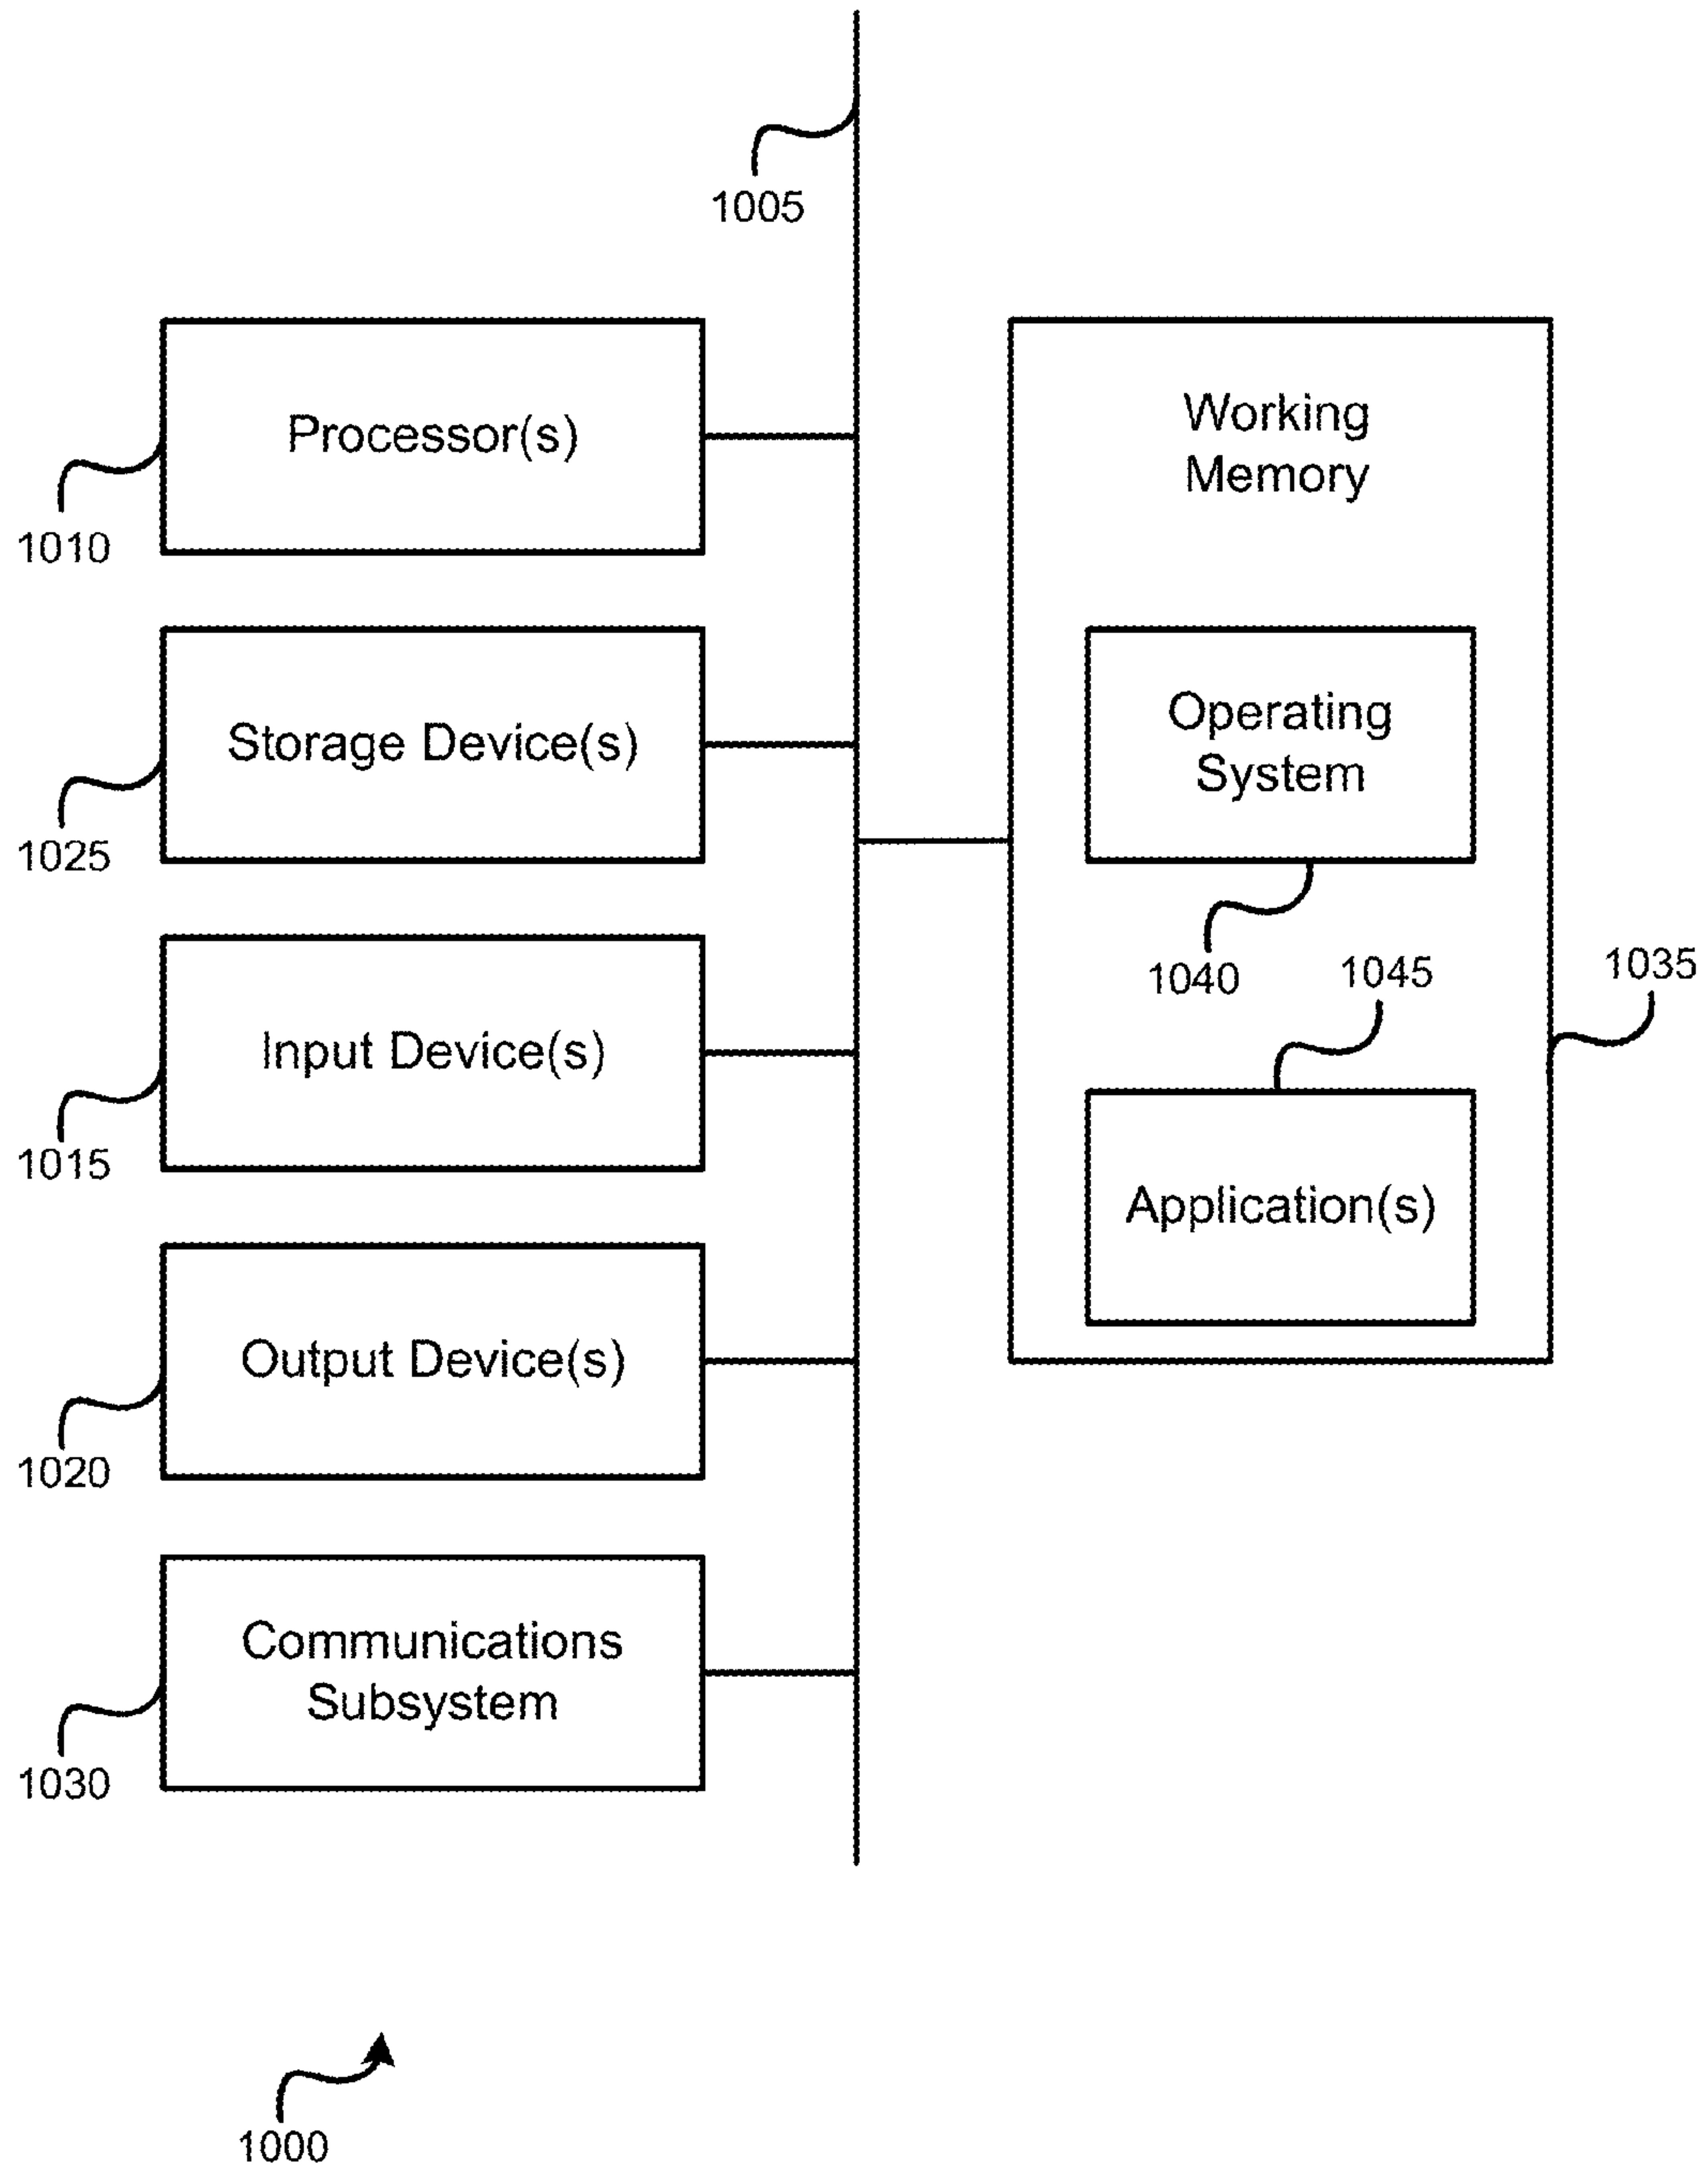 1005
Processor(s)
1010
Storage Device(s)
1025
Input Device(s)
1015
Output Device(s)
1020
Communications
Subsystem
1030
Working
Memory
Operating
System
1040
1045
1035
Application(s)
1000